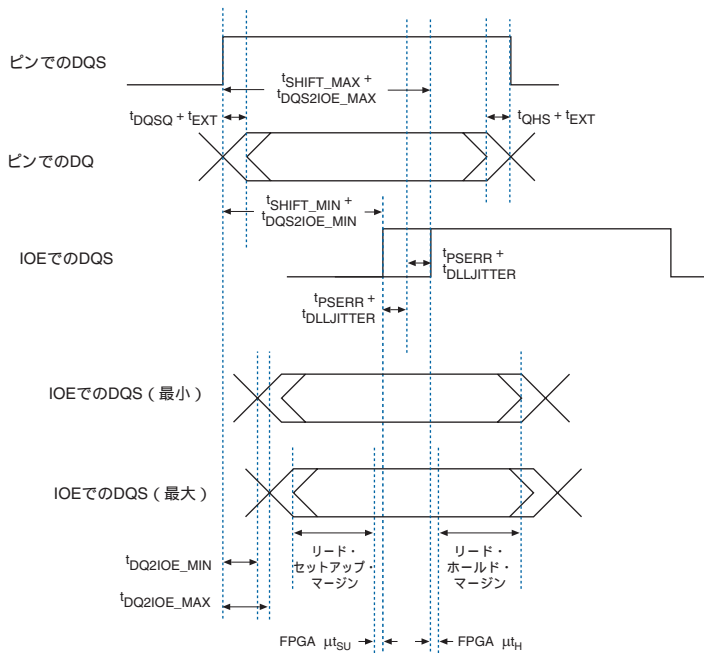 ピンでのDQS
tSHIFT_MAX +
tDQS2IOE_MAX
tDQSQ + tEXT
tQHS + tEXT
ピンでのDQ
tSHIFT_MIN +
tDQS2IOE_MIN
IOEでのDQS
tPSERR +
tDLLJITTER
tPSERR +
tDLLJITTER
IOEでのDQS（最小）
IOEでのDQS（最大）
リード・
セットアップ・
マージン
リード・
ホールド・
マージン
tDQ2IOE_MIN
tDQ2IOE_MAX
FPGA μtSU
FPGA μtH